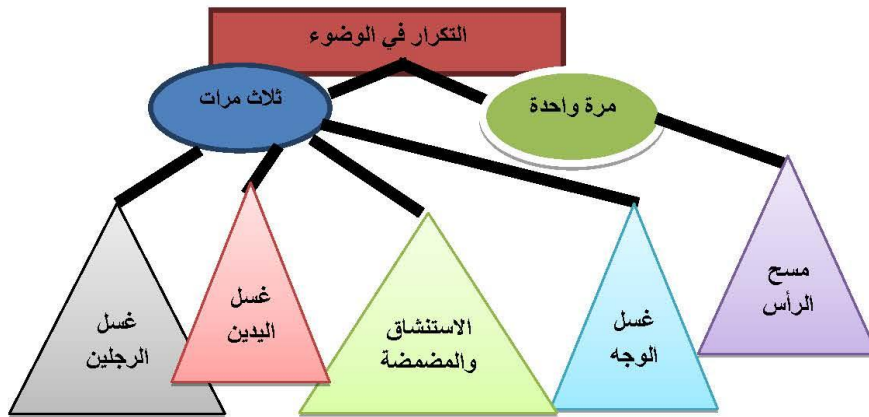 التكرار في الوضوء
مرة واحدة
ثلاث مرات
مسح
الرأس
غسل
الوجه
الاستنشاق
والمضمضة
غسل
اليدين
غسل
الرجلين